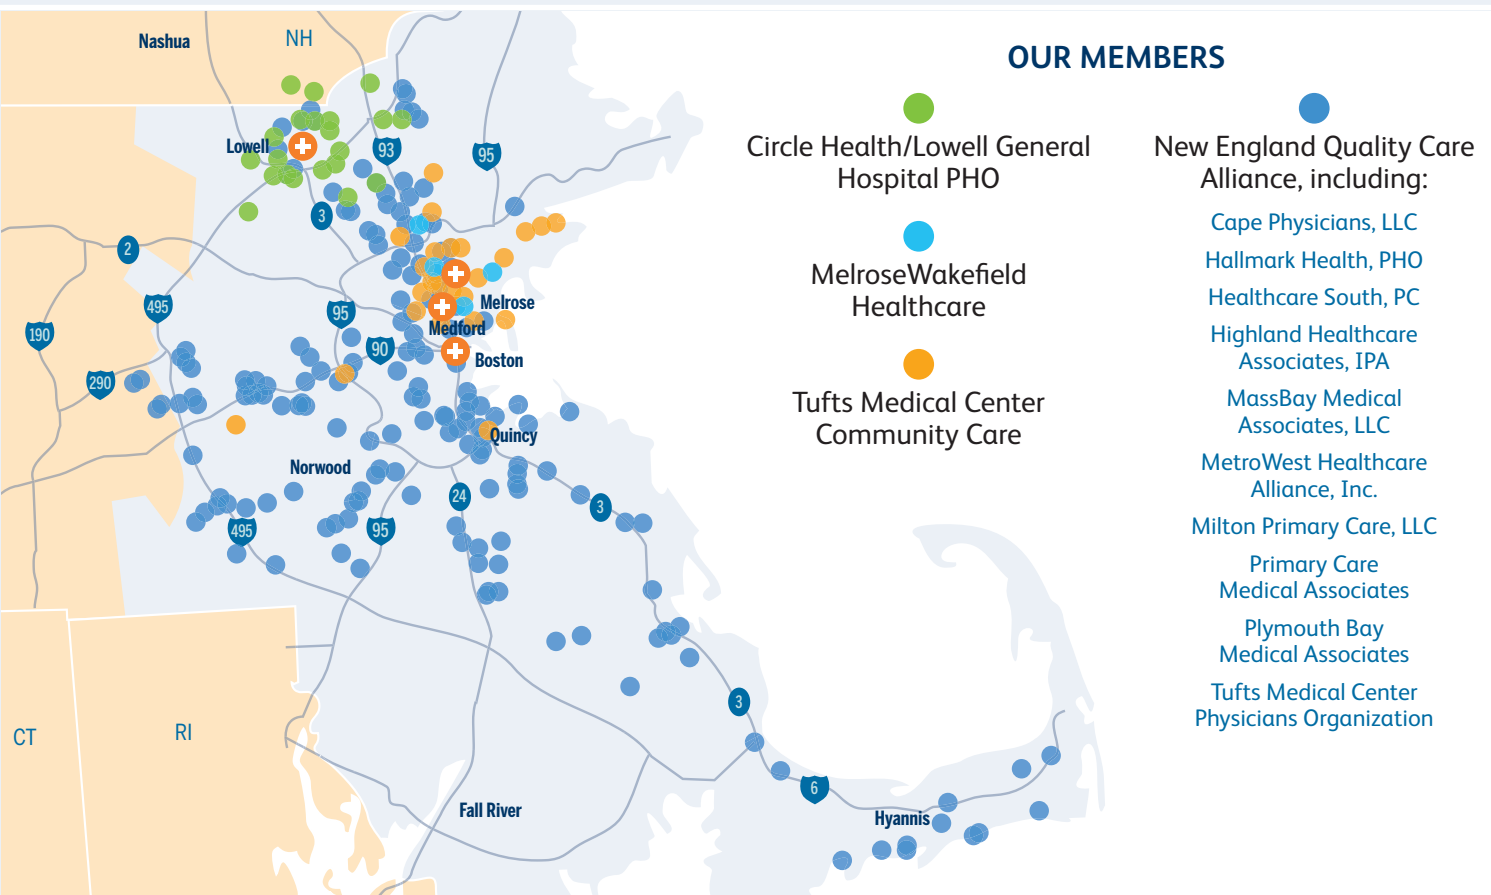 Nashua
NH
Lowell
93
95
3
2
495
95
190
Melrose
Medford
90
Boston
290
Quincy
Norwood
24
3
495
95
3
CT
RI
6
Fall River
Hyannis
OUR MEMBERS
Circle Health/Lowell General
Hospital PHO
MelroseWakefield
Healthcare
Tufts Medical Center
Community Care
New England Quality Care
Alliance, including:
Cape Physicians, LLC
Hallmark Health, PHO
Healthcare South, PC
Highland Healthcare
Associates, IPA
MassBay Medical
Associates, LLC
MetroWest Healthcare
Alliance, Inc.
Milton Primary Care, LLC
Primary Care
Medical Associates
Plymouth Bay
Medical Associates
Tufts Medical Center
Physicians Organization